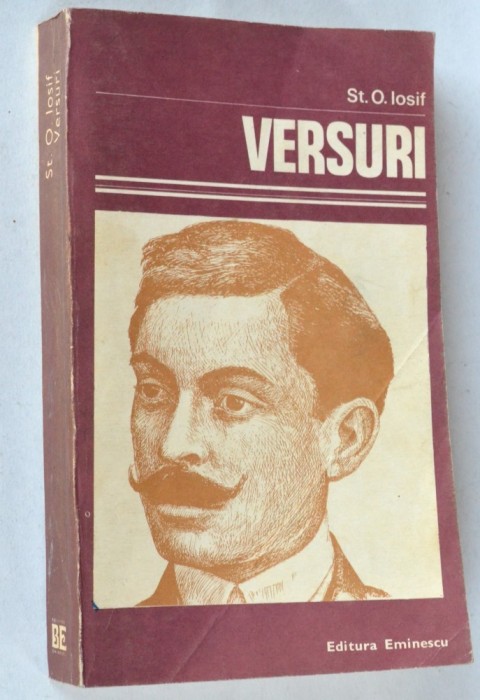 St. O. Iosif
VERSURI
Editura Eminescu
St. O. Iosif
Versuri
BE